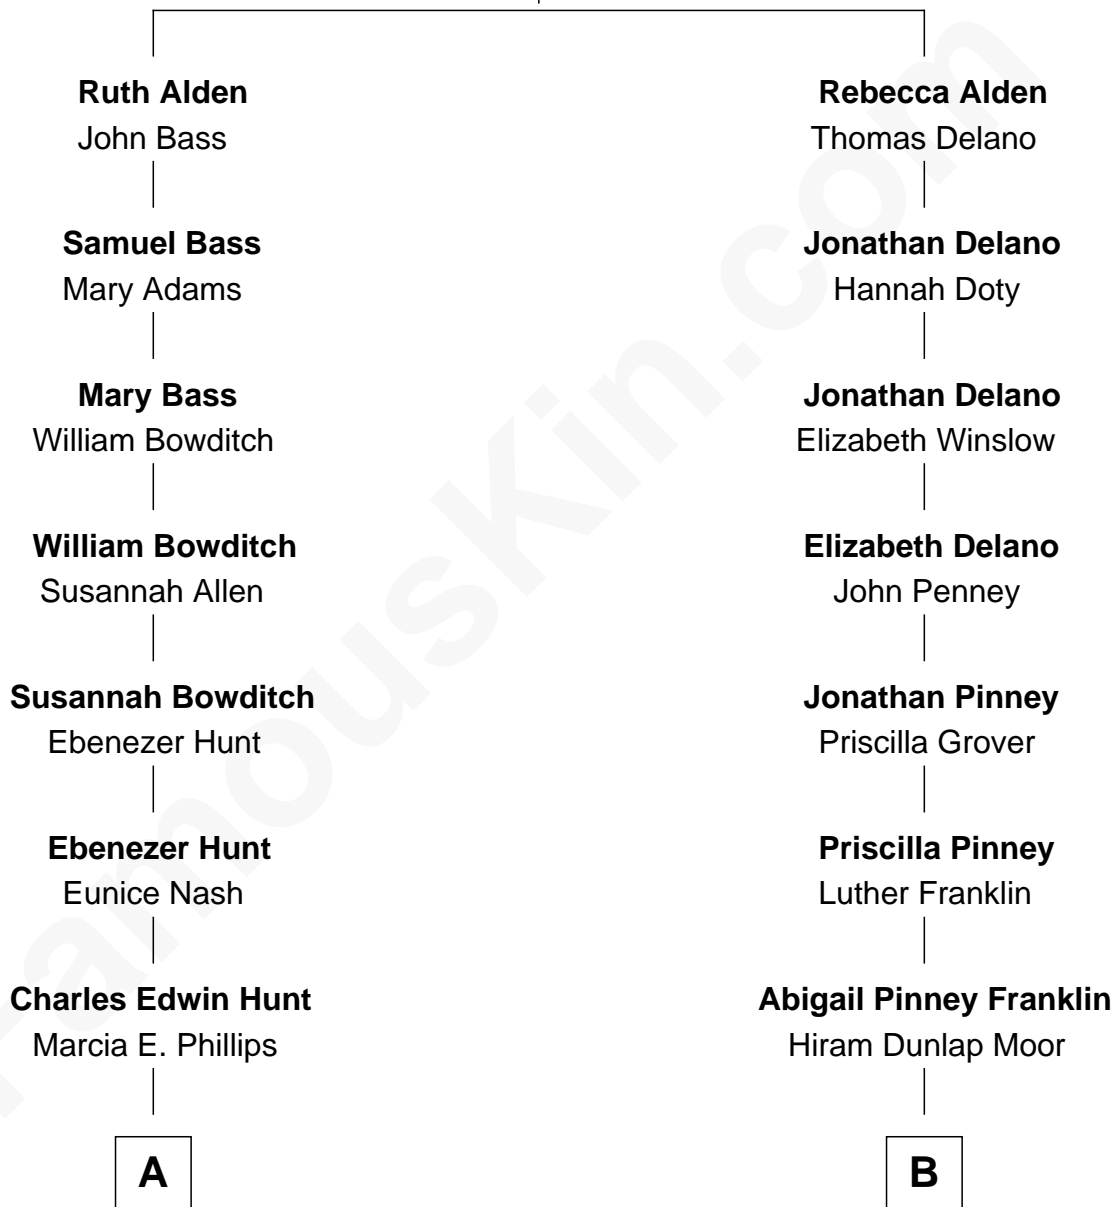 Ruth Alden
John Bass
Rebecca Alden
Thomas Delano
Samuel Bass
Mary Adams
Jonathan Delano
Hannah Doty
Mary Bass
William Bowditch
Jonathan Delano
Elizabeth Winslow
William Bowditch
Susannah Allen
Elizabeth Delano
John Penney
Susannah Bowditch
Ebenezer Hunt
Jonathan Pinney
Priscilla Grover
Ebenezer Hunt
Eunice Nash
Priscilla Pinney
Luther Franklin
Charles Edwin Hunt
Marcia E. Phillips
Abigail Pinney Franklin
Hiram Dunlap Moor
A
B
FamousKin.com